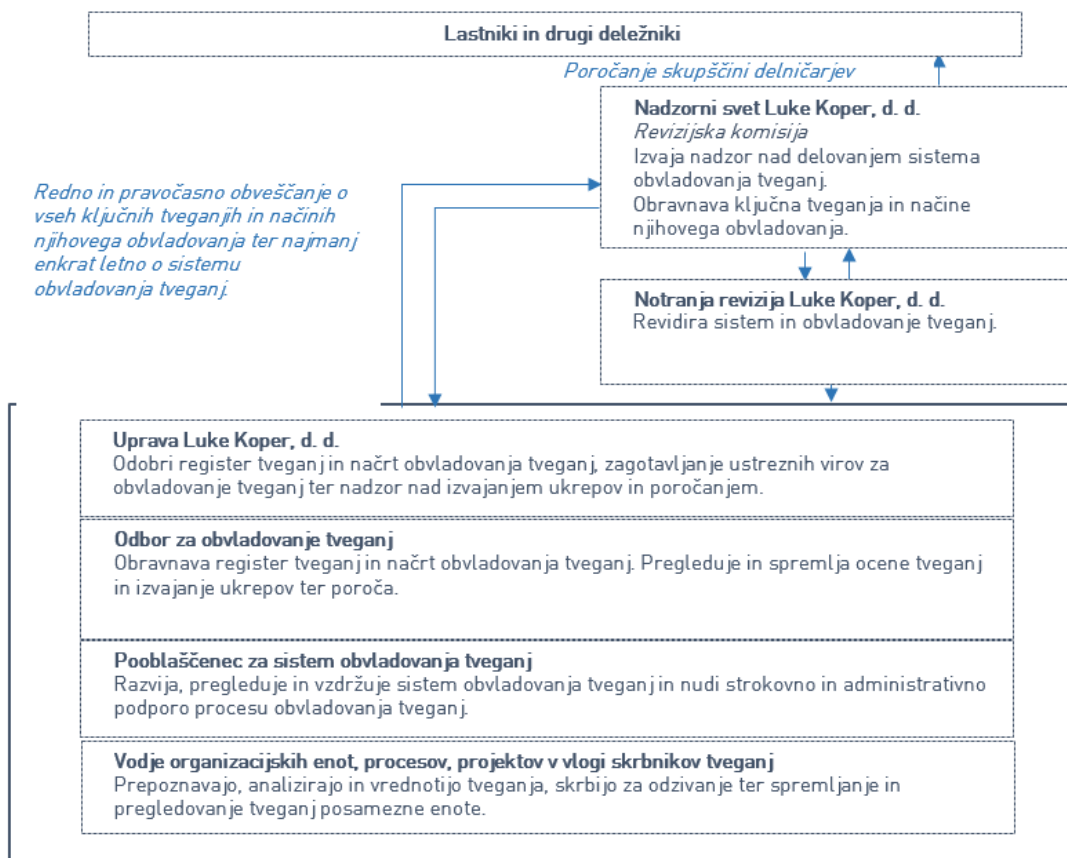 Lastniki in drugi deležniki
Poročanje skupščini delničarjev
Nadzorni svet Luke Koper, d. d.
Revizijska komisija
Izvaja nadzor nad delovanjem sistema
obvladovanja tveganj.
Obravnava ključna tveganja in načine
njihovega obvladovanja.
Redno in pravočasno obveščanje o
vseh ključnih tveganjih in načinih
njihovega obvladovanja ter najmanj
enkrat letno o sistemu
obvladovanja tveganj.
Notranja revizija Luke Koper, d. d.
Revidira sistem in obvladovanje tveganj.
Uprava Luke Koper, d. d.
Odobri register tveganj in načrt obvladovanja tveganj, zagotavljanje ustreznih virov za
obvladovanje tveganj ter nadzor nad izvajanjem ukrepov in poročanjem.
Odbor za obvladovanje tveganj
Obravnava register tveganj in načrt obvladovanja tveganj. Pregleduje in spremlja ocene tveganj
in izvajanje ukrepov ter poroča.
Pooblaščenec za sistem obvladovanja tveganj
Razvija, pregleduje in vzdržuje sistem obvladovanja tveganj in nudi strokovno in administrativno
podporo procesu obvladovanja tveganj.
Vodje organizacijskih enot, procesov, projektov v vlogi skrbnikov tveganj
Prepoznavajo, analizirajo in vrednotijo tveganja, skrbijo za odzivanje ter spremljanje in
pregledovanje tveganj posamezne enote.